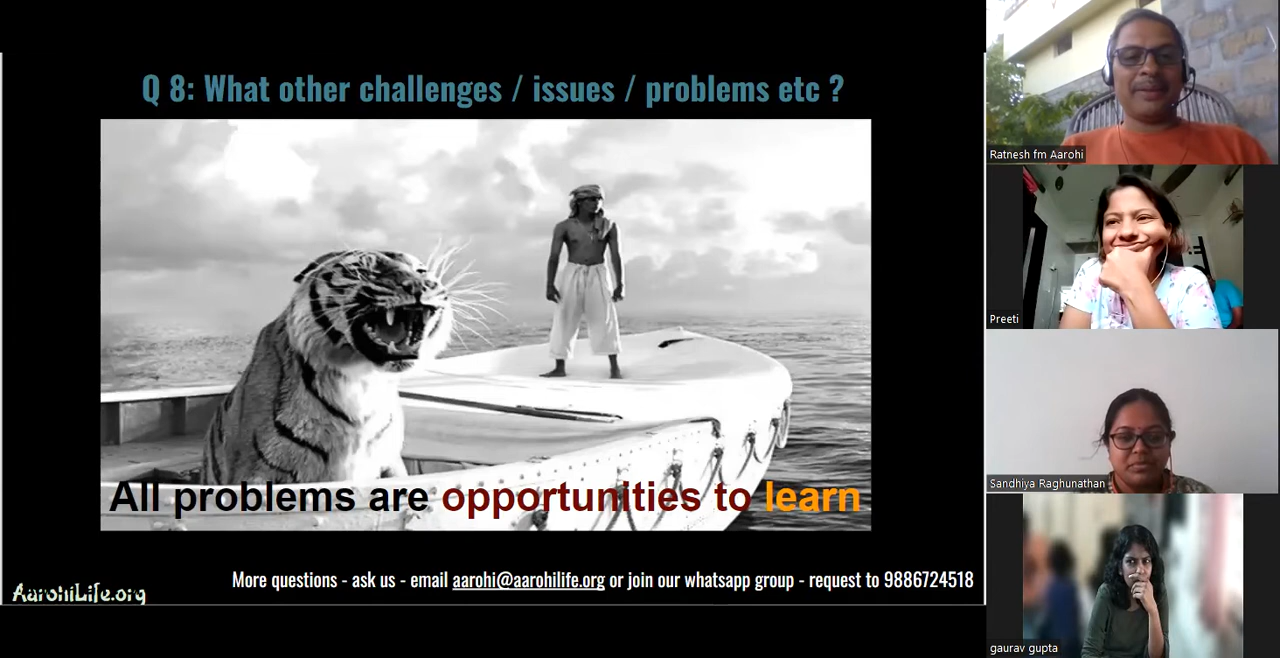 Q 8: What other challenges / issues / problems etc ?
All problems are opportunities to learn
More questions - ask us - email aarohi@aarohilife.org or join our whatsapp group - request to 9886724518
AarohiLife.org
Ratnesh fm Aarohi
Preeti
Sandhiya Raghunathan
gaurav gupta